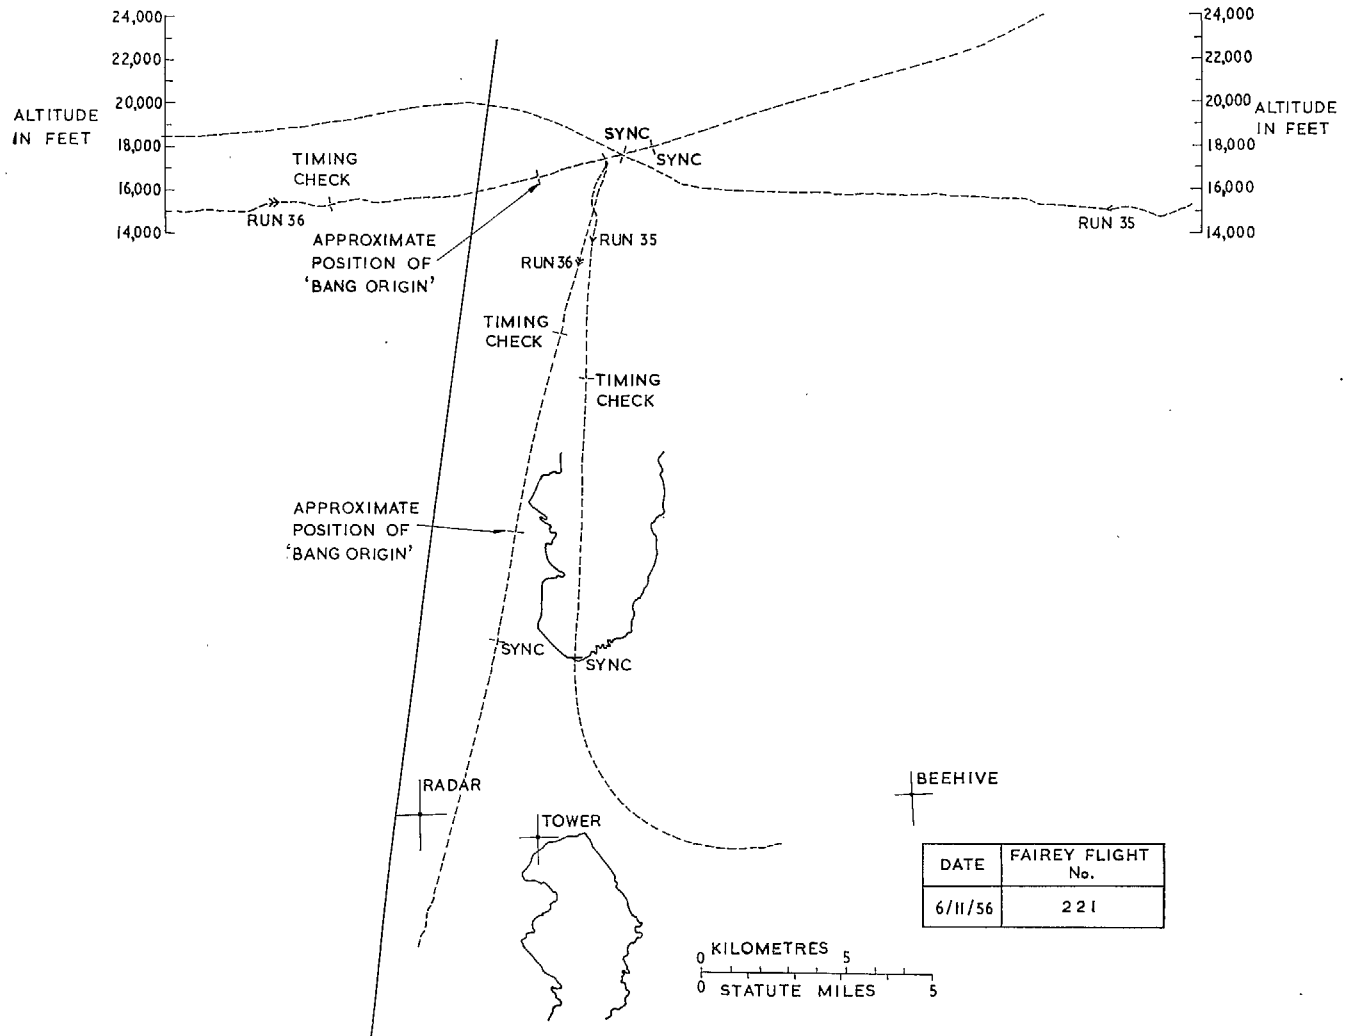 24,000
22,000
20,000
18,000
16,000
14,000
ALTITUDE
IN FEET
24,000
22,000
20,000
18,000
16,000
14,000
ALTITUDE
IN FEET
SYNC
SYNC
TIMING
CHECK
RUN 36
RUN 35
APPROXIMATE
POSITION OF
'BANG ORIGIN'
RUN 35
RUN 36
TIMING
CHECK
TIMING
CHECK
APPROXIMATE
POSITION OF
'BANG ORIGIN'
SYNC
SYNC
RADAR
TOWER
BEEHIVE
DATE
FAIREY FLIGHT
No.
6/11/56
221
KILOMETRES
0 5
0 5
STATUTE MILES